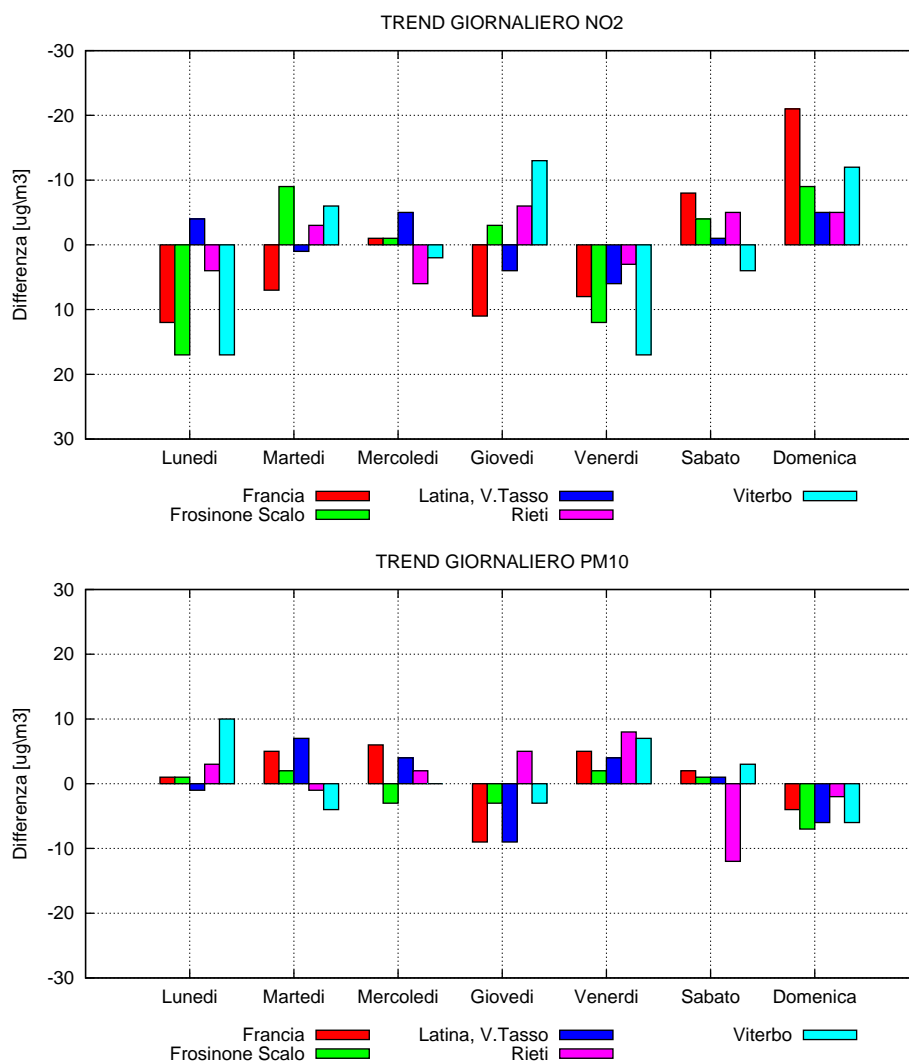 TREND GIORNALIERO NO2
-30
-20
-10
0
10
20
30
Differenza [ug\m3]
Lunedi Martedi Mercoledi Giovedi Venerdi Sabato Domenica
Francia Latina, V.Tasso Viterbo
Frosinone Scalo Rieti
TREND GIORNALIERO PM10
30
20
10
0
-10
-20
-30
Differenza [ug\m3]
Lunedi Martedi Mercoledi Giovedi Venerdi Sabato Domenica
Francia Latina, V.Tasso Viterbo
Frosinone Scalo Rieti